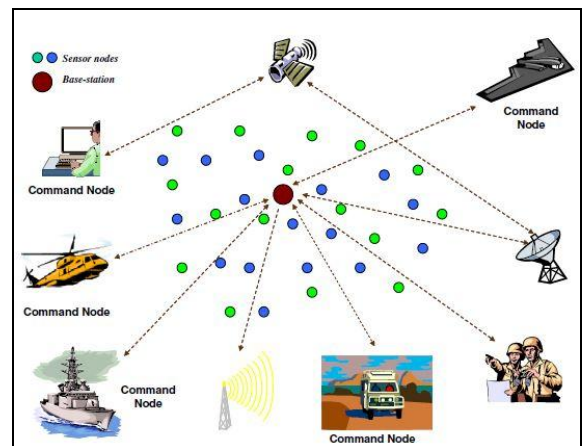 Sensor nodes
Base-station
Command
Node
Command Node
Command Node
Command
Node
Command Node